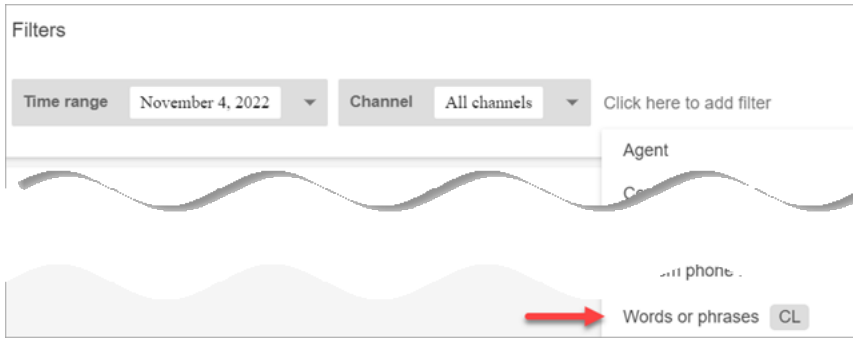 Filters
Time range November 4, 2022 Channel All channels Click here to add filter
Agent
phone
Words or phrases CL